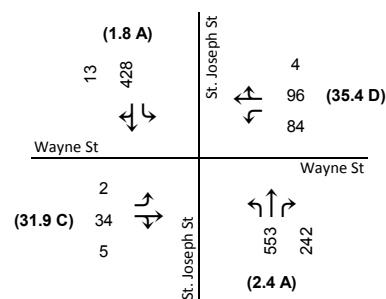 (1.8 A)
13 428
St. Joseph St
4
96 (35.4 D)
84
Wayne St
Wayne St
2
(31.9 C) 34
5
St. Joseph St
553 242
(2.4 A)